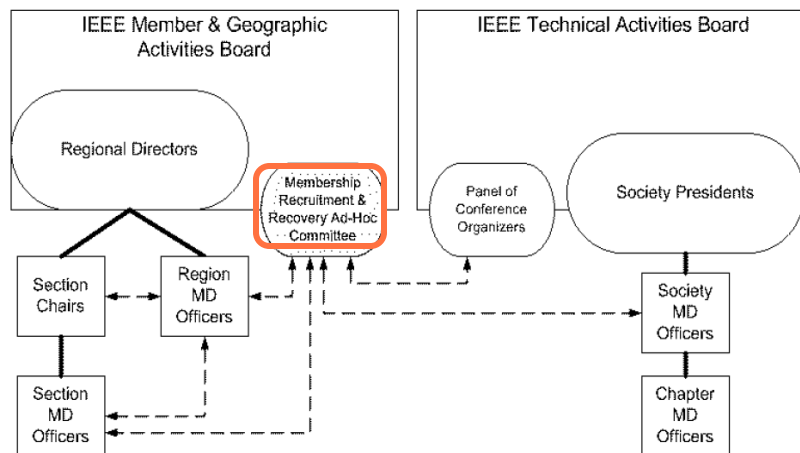 IEEE Member & Geographic
Activities Board
IEEE Technical Activities Board
Regional Directors
Membership
Recruitment &
Recovery Ad-Hoc
Committee
Panel of
Conference
Organizers
Society Presidents
Section
Chairs
Region
MD
Officers
Society
MD
Officers
Section
MD
Officers
Chapter
MD
Officers